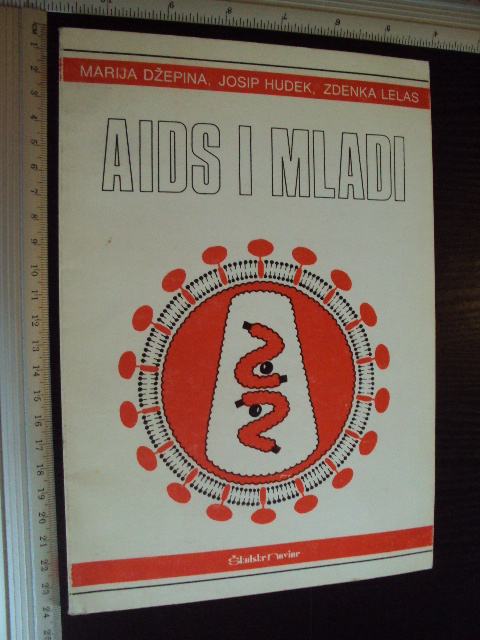 MARIJA DŽEPINA, JOSIP HUDEK, ZDENKA LELAS
AIDS I MLADI
Školske novine